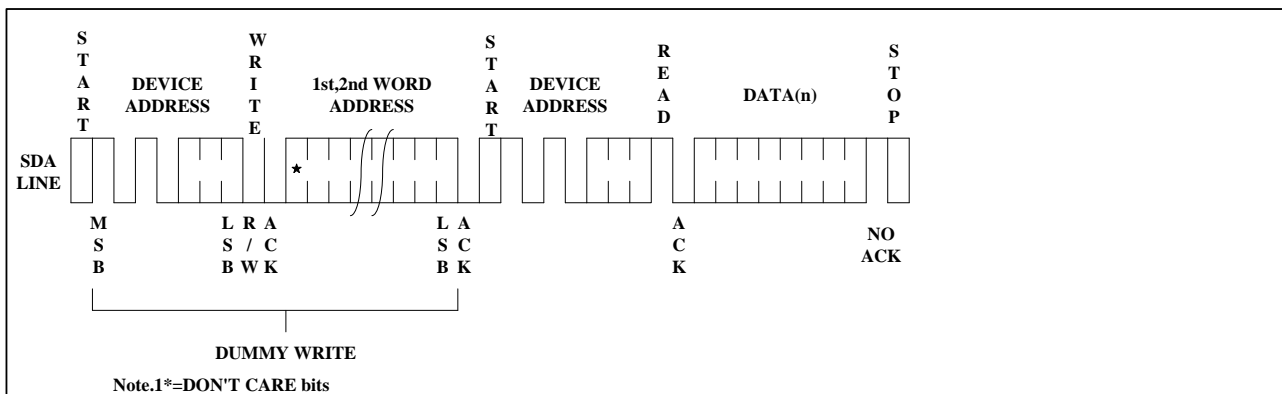 START
DEVICE
ADDRESS
WRITE
1st,2nd WORD
ADDRESS
START
DEVICE
ADDRESS
READ
DATA(n)
STOP
SDA
LINE
★
MSB
LSB
R/W
ACK
LSB
ACK
ACK
NO
ACK
DUMMY WRITE
Note.1*=DON'T CARE bits